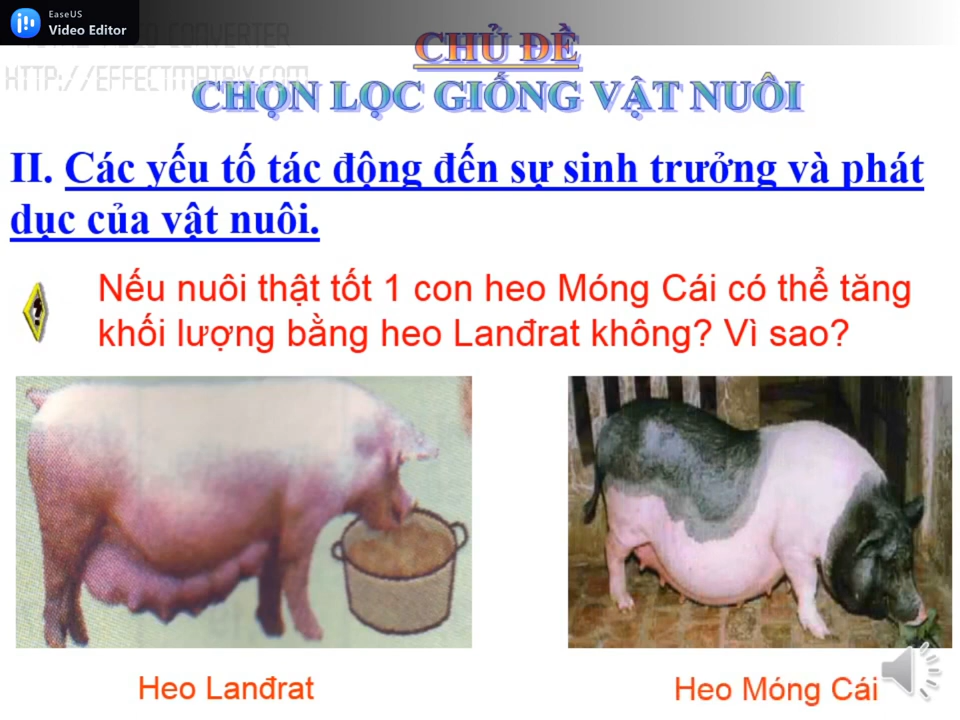 EaseUS
Video Editor
HTTP://EFFECTMATRIX.COM
CHỦ ĐỀ
CHỌN LỌC GIỐNG VẬT NUÔI
II. Các yếu tố tác động đến sự sinh trưởng và phát
dục của vật nuôi.
Nếu nuôi thật tốt 1 con heo Móng Cái có thể tăng
khối lượng bằng heo Lanđrat không? Vì sao?
Heo Lanđrat
Heo Móng Cái